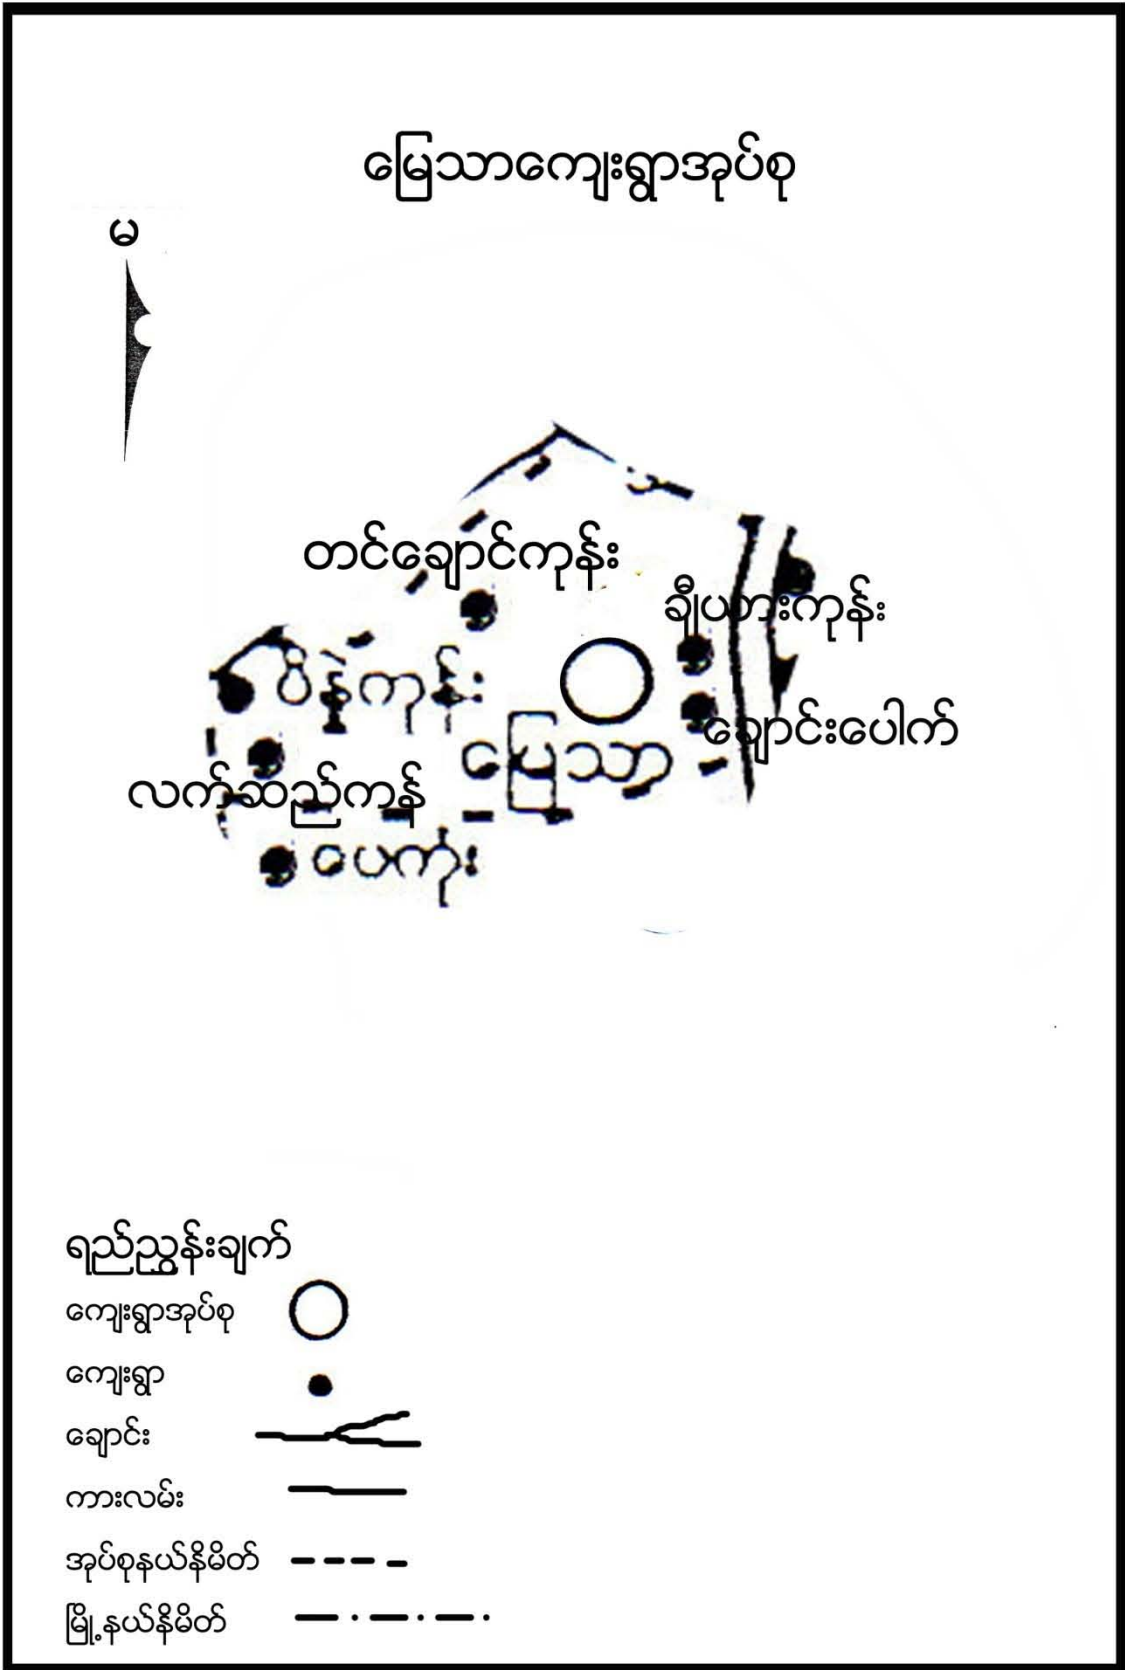 မြေသာကျေးရွာအုပ်စု
မ
တင်ချောင်ကုန်း
ချီယားကုန်း
ပိန္နဲကုန်း
ချောင်းပေါက်
မြေသာ
လက်ဆည်ကန်
ပေကုံး
ရည်ညွှန်းချက်
ကျေးရွာအုပ်စု
ကျေးရွာ
ချောင်း
ကားလမ်း
အုပ်စုနယ်နိမိတ်
မြို့နယ်နိမိတ်